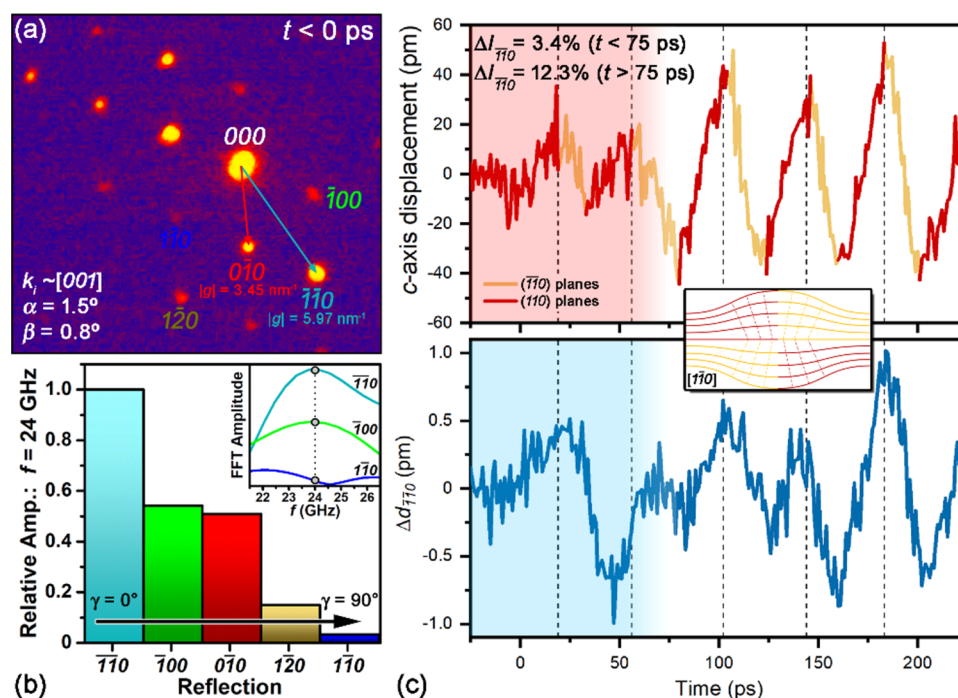 (a)
t < 0 ps
000
1̄00
11̄0
01̄0
|g| = 3.45 nm⁻¹
1̄1̄0
|g| = 5.97 nm⁻¹
12̄0
kᵢ ~[001]
α = 1.5º
β = 0.8º
Relative Amp.: f = 24 GHz
1.0
0.8
0.6
0.4
0.2
0
γ = 0°
γ = 90°
1̄1̄0 1̄00 01̄0 12̄0 11̄0
Reflection
(b)
FFT Amplitude
1̄1̄0
1̄00
11̄0
22 23 24 25 26
f (GHz)
c-axis displacement (pm)
60
40
20
0
-20
-40
-60
ΔI1̄1̄0 = 3.4% (t < 75 ps)
ΔI1̄1̄0 = 12.3% (t > 75 ps)
(1̄1̄0) planes
(110) planes
[11̄0]
Δd1̄1̄0 (pm)
1.0
0.5
0.0
-0.5
-1.0
0 25 50 75 100 125 150 175 200
Time (ps)
(c)